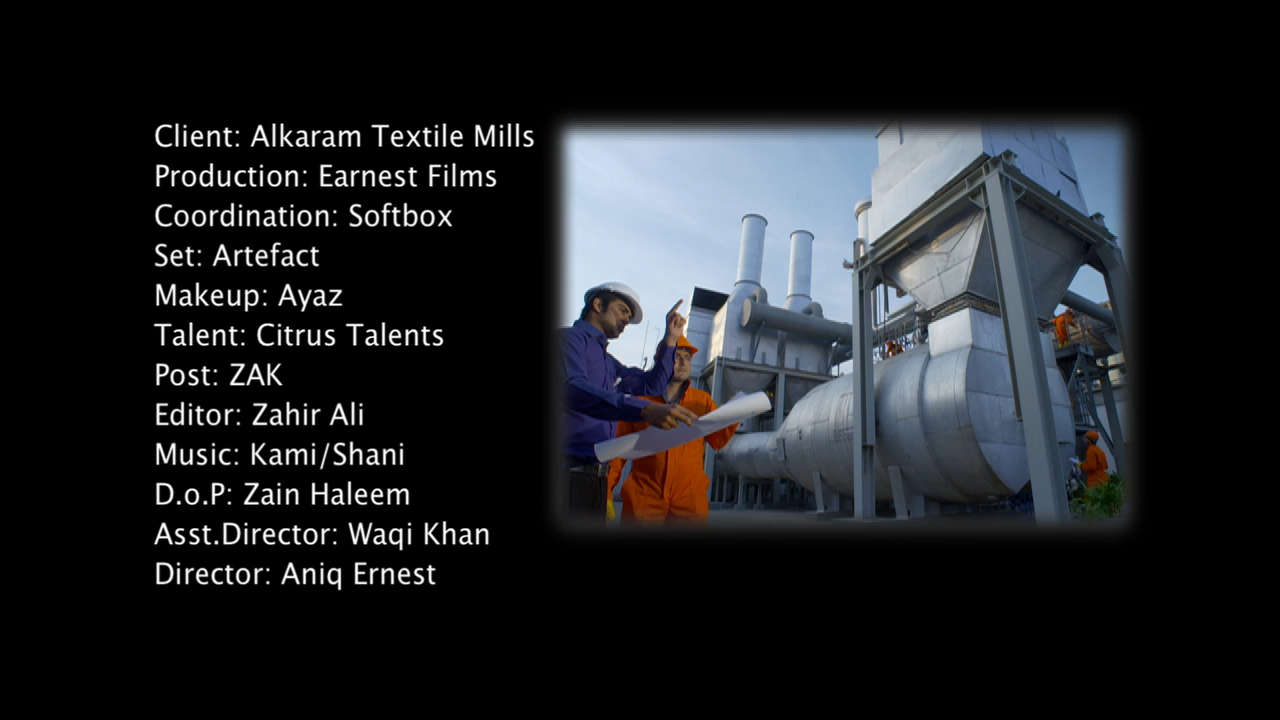 Client: Alkaram Textile Mills
Production: Earnest Films
Coordination: Softbox
Set: Artefact
Makeup: Ayaz
Talent: Citrus Talents
Post: ZAK
Editor: Zahir Ali
Music: Kami/Shani
D.o.P: Zain Haleem
Asst.Director: Waqi Khan
Director: Aniq Ernest